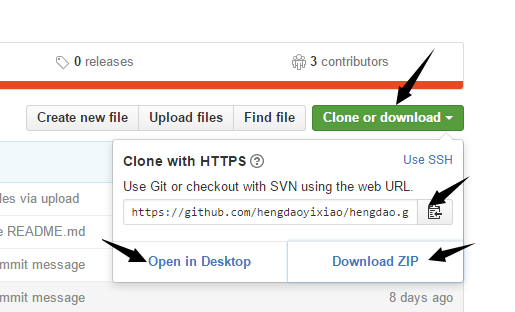 0 releases
3 contributors
Create new file
Upload files
Find file
Clone or download
Clone with HTTPS ?
Use SSH
Use Git or checkout with SVN using the web URL.
https://github.com/hengdaoyixiao/hengdao.g
Open in Desktop
Download ZIP
les via upload
e README.md
mmit message
mmit message
8 days ago